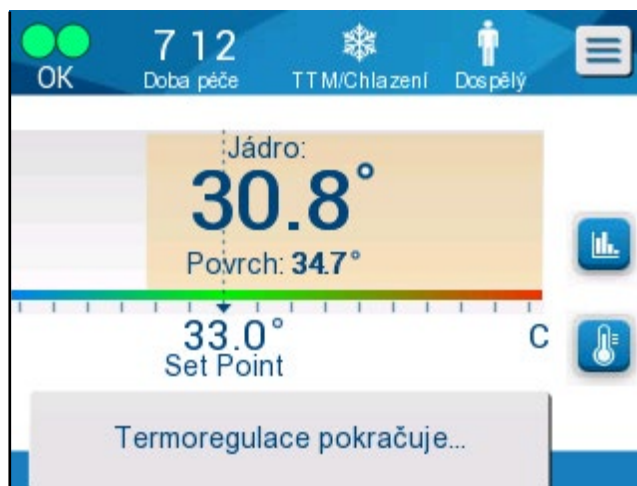 OK
7 12
Doba péče
TTM/Chlazení
Dospělý
Jádro:
30.8°
Povrch: 34.7°
33.0°
Set Point
C
Termoregulace pokračuje...